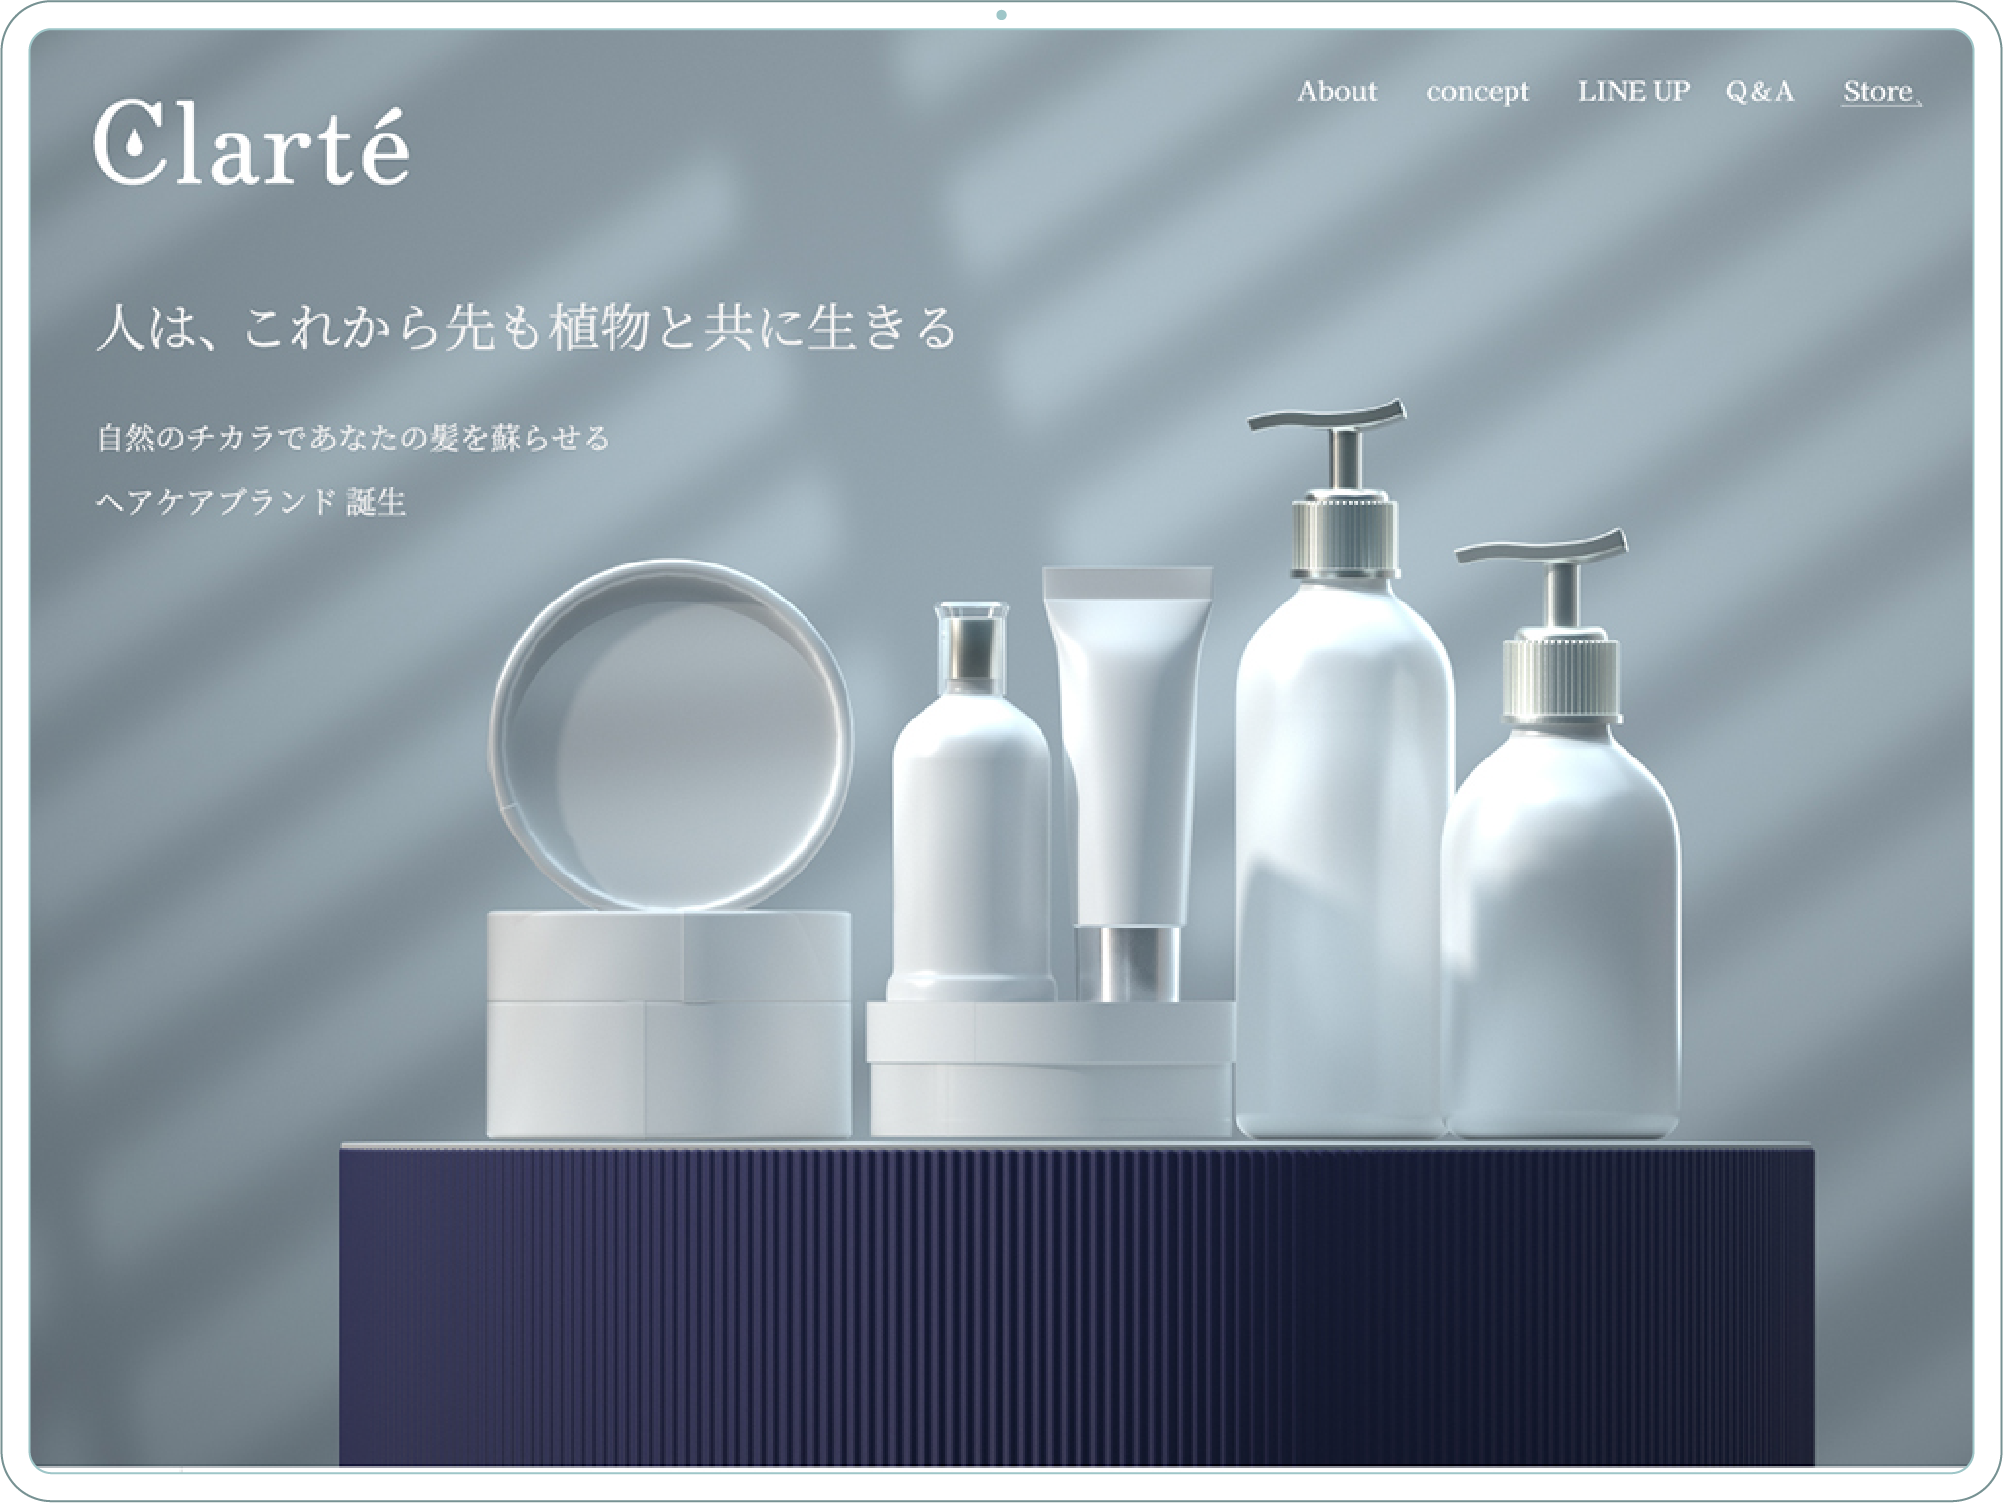 Clarté
About concept LINE UP Q&A Store
人は、これから先も植物と共に生きる
自然のチカラであなたの髪を蘇らせる
ヘアケアブランド 誕生